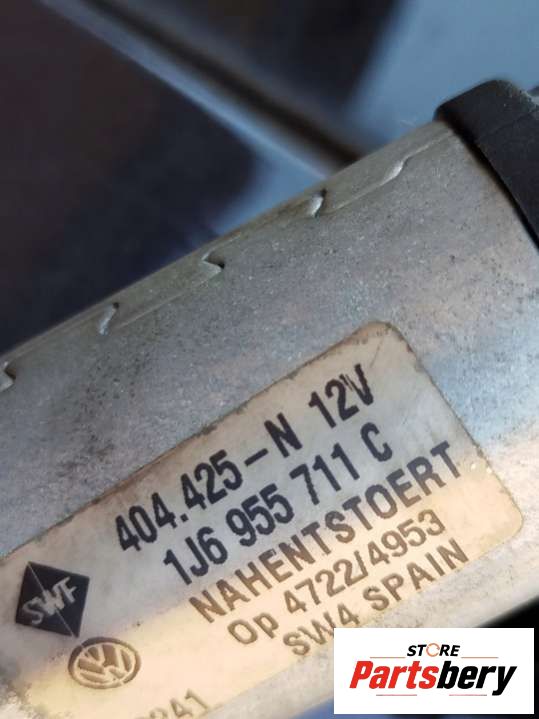 404.425-N 12V
1J6 955 711 C
NAHENTSTOERT
Op 4722/4953
SW4 SPAIN
SWF
STORE
Partsbery